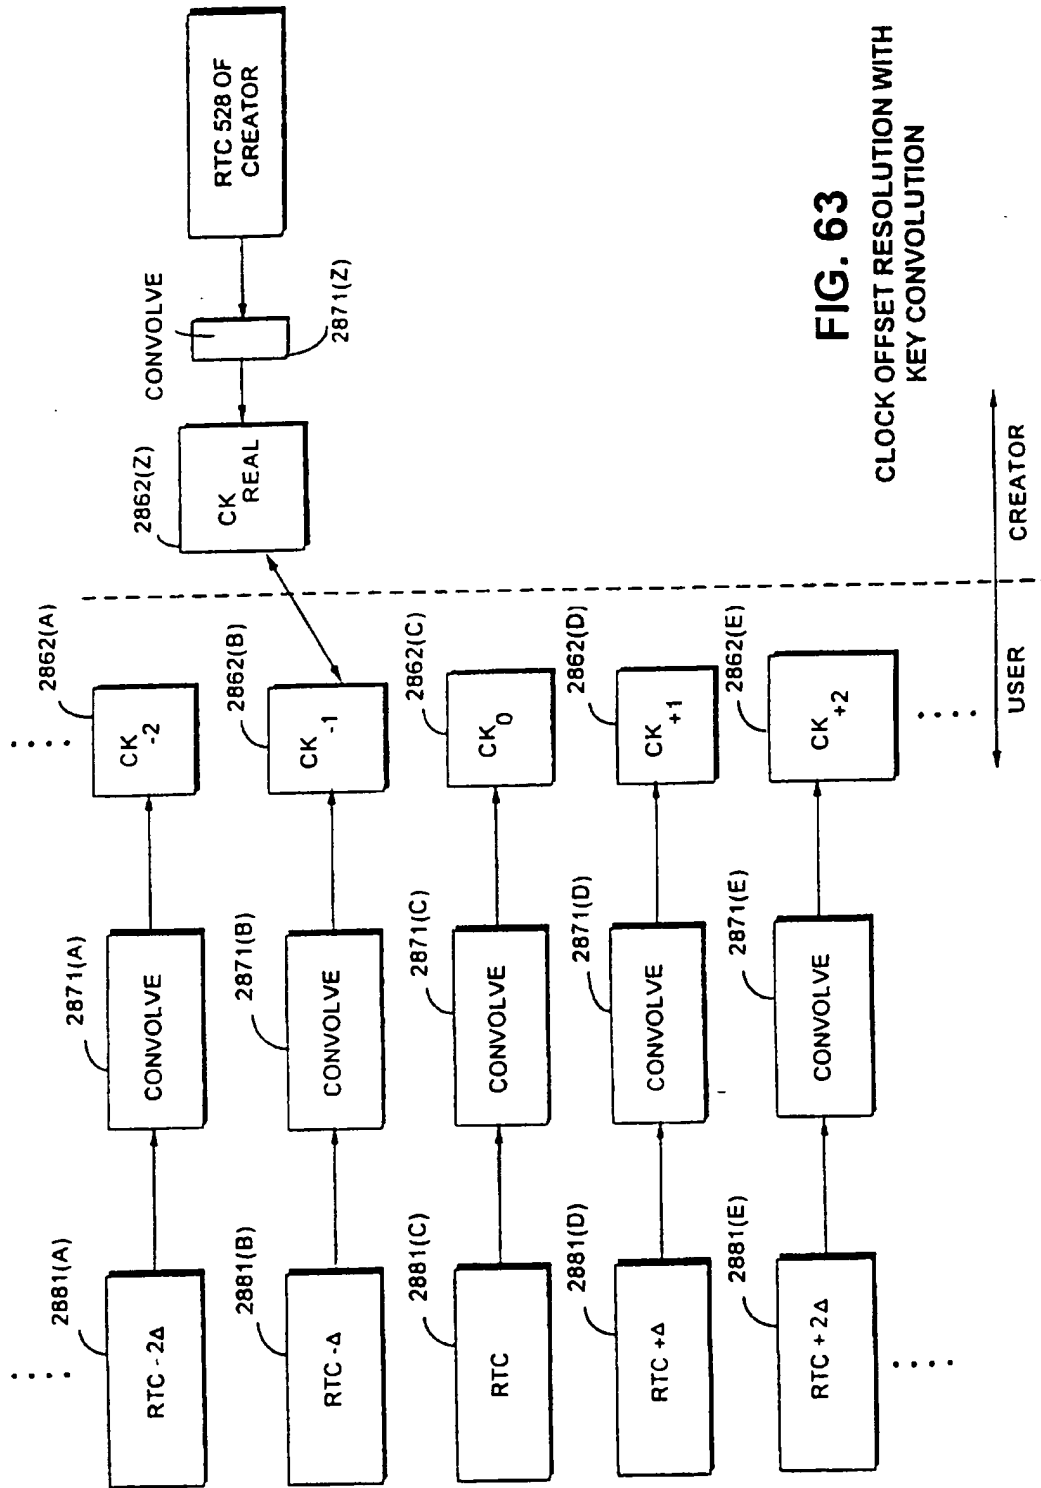 RTC 528 OF
CREATOR
CONVOLVE
2871(Z)
2862(Z)
CK REAL
....
2881(A)
RTC - 2Δ
2871(A)
CONVOLVE
2862(A)
CK -2
2881(B)
RTC -Δ
2871(B)
CONVOLVE
2862(B)
CK -1
2881(C)
RTC
2871(C)
CONVOLVE
2862(C)
CK 0
2881(D)
RTC +Δ
2871(D)
CONVOLVE
2862(D)
CK +1
2881(E)
RTC + 2Δ
2871(E)
CONVOLVE
2862(E)
CK +2
....
USER
CREATOR
FIG. 63
CLOCK OFFSET RESOLUTION WITH
KEY CONVOLUTION